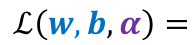 ℒ(w, b, α) =